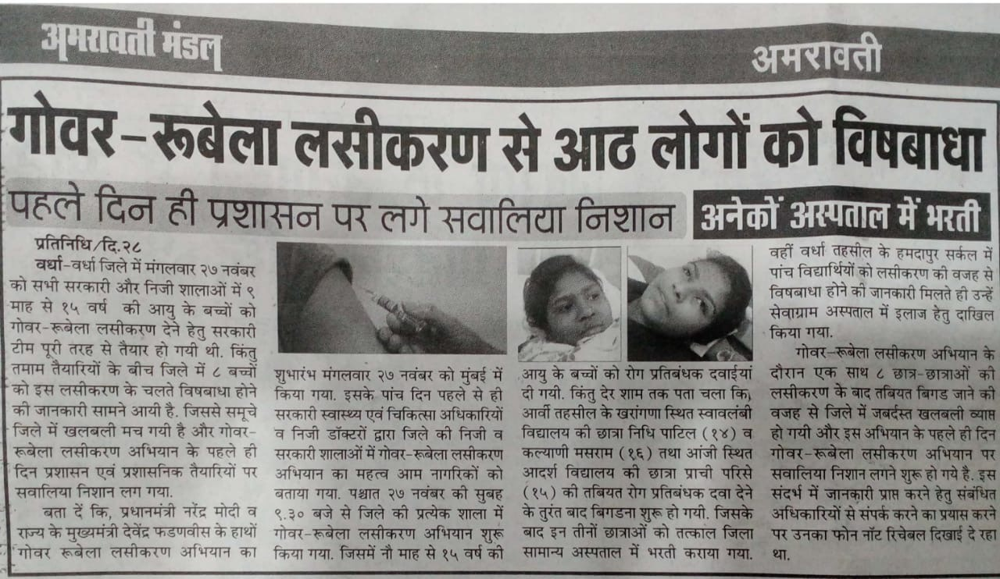 अमरावती मंडल
अमरावती
गोवर-रूबेला लसीकरण से आठ लोगों को विषबाधा
पहले दिन ही प्रशासन पर लगे सवालिया निशान
अनेकों अस्पताल में भरती
प्रतिनिधि/दि.२८
वर्धा-वर्धा जिले में मंगलवार २७ नवंबर
को सभी सरकारी और निजी शालाओं में ९
माह से १५ वर्ष की आयु के बच्चों को
गोवर-रूबेला लसीकरण देने हेतु सरकारी
टीम पूरी तरह से तैयार हो गयी थी. किंतु
तमाम तैयारियों के बीच जिले में ८ बच्चों
को इस लसीकरण के चलते विषबाधा होने
की जानकारी सामने आयी है. जिससे समूचे
जिले में खलबली मच गयी है और गोवर-
रूबेला लसीकरण अभियान के पहले ही
दिन प्रशासन एवं प्रशासनिक तैयारियों पर
सवालिया निशान लग गया.
बता दें कि, प्रधानमंत्री नरेंद्र मोदी व
राज्य के मुख्यमंत्री देवेंद्र फडणवीस के हाथों
गोवर रूबेला लसीकरण अभियान का
शुभारंभ मंगलवार २७ नवंबर को मुंबई में
किया गया. इसके पांच दिन पहले से ही
सरकारी स्वास्थ्य एवं चिकित्सा अधिकारियों
व निजी डॉक्टरों द्वारा जिले की निजी व
सरकारी शालाओं में गोवर-रूबेला लसीकरण
अभियान का महत्व आम नागरिकों को
बताया गया. पश्चात २७ नवंबर की सुबह
९.३० बजे से जिले की प्रत्येक शाला में
गोवर-रूबेला लसीकरण अभियान शुरू
किया गया. जिसमें नौ माह से १५ वर्ष की
आयु के बच्चों को रोग प्रतिबंधक दवाईयां
दी गयी. किंतु देर शाम तक पता चला कि,
आर्वी तहसील के खरांगणा स्थित स्वावलंबी
विद्यालय की छात्रा निधि पाटिल (१४) व
कल्याणी मसराम (१६) तथा आंजी स्थित
आदर्श विद्यालय की छात्रा प्राची परिसे
(१५) की तबियत रोग प्रतिबंधक दवा देने
के तुरंत बाद बिगडना शुरू हो गयी. जिसके
बाद इन तीनों छात्राओं को तत्काल जिला
सामान्य अस्पताल में भरती कराया गया.
वहीं वर्धा तहसील के हमदापुर सर्कल में
पांच विद्यार्थियों को लसीकरण की वजह से
विषबाधा होने की जानकारी मिलते ही उन्हें
सेवाग्राम अस्पताल में इलाज हेतु दाखिल
किया गया.
गोवर-रूबेला लसीकरण अभियान के
दौरान एक साथ ८ छात्र-छात्राओं की
लसीकरण के बाद तबियत बिगड जाने की
वजह से जिले में जबर्दस्त खलबली व्याप्त
हो गयी और इस अभियान के पहले ही दिन
गोवर-रूबेला लसीकरण अभियान पर
सवालिया निशान लगने शुरू हो गये है. इस
संदर्भ में जानकारी प्राप्त करने हेतु संबंधित
अधिकारियों से संपर्क करने का प्रयास करने
पर उनका फोन नॉट रिचेबल दिखाई दे रहा
था.